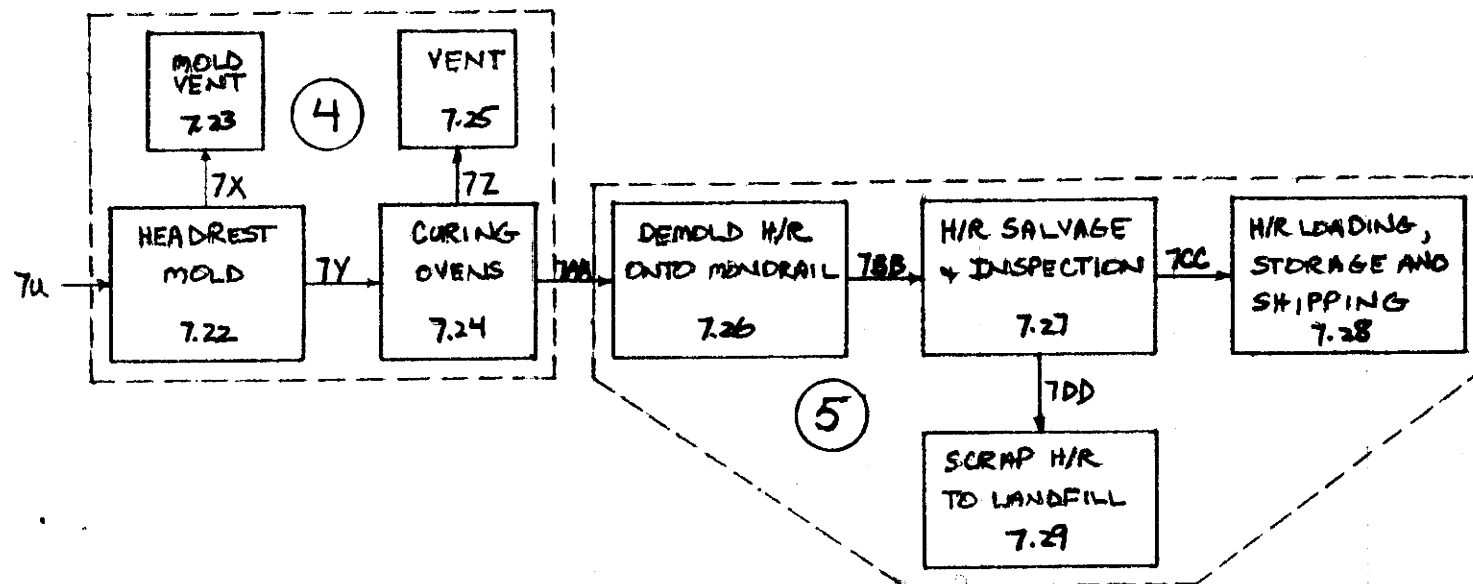 MOLD
VENT
7.23
4
VENT
7.25
7X
7Z
7U
HEADREST
MOLD
7.22
7Y
CURING
OVENS
7.24
7AA
DEMOLD H/R
ONTO MONORAIL
7.26
7BB
H/R SALVAGE
+ INSPECTION
7.27
7CC
H/R LOADING,
STORAGE AND
SHIPPING
7.28
5
7DD
SCRAP H/R
TO LANDFILL
7.29